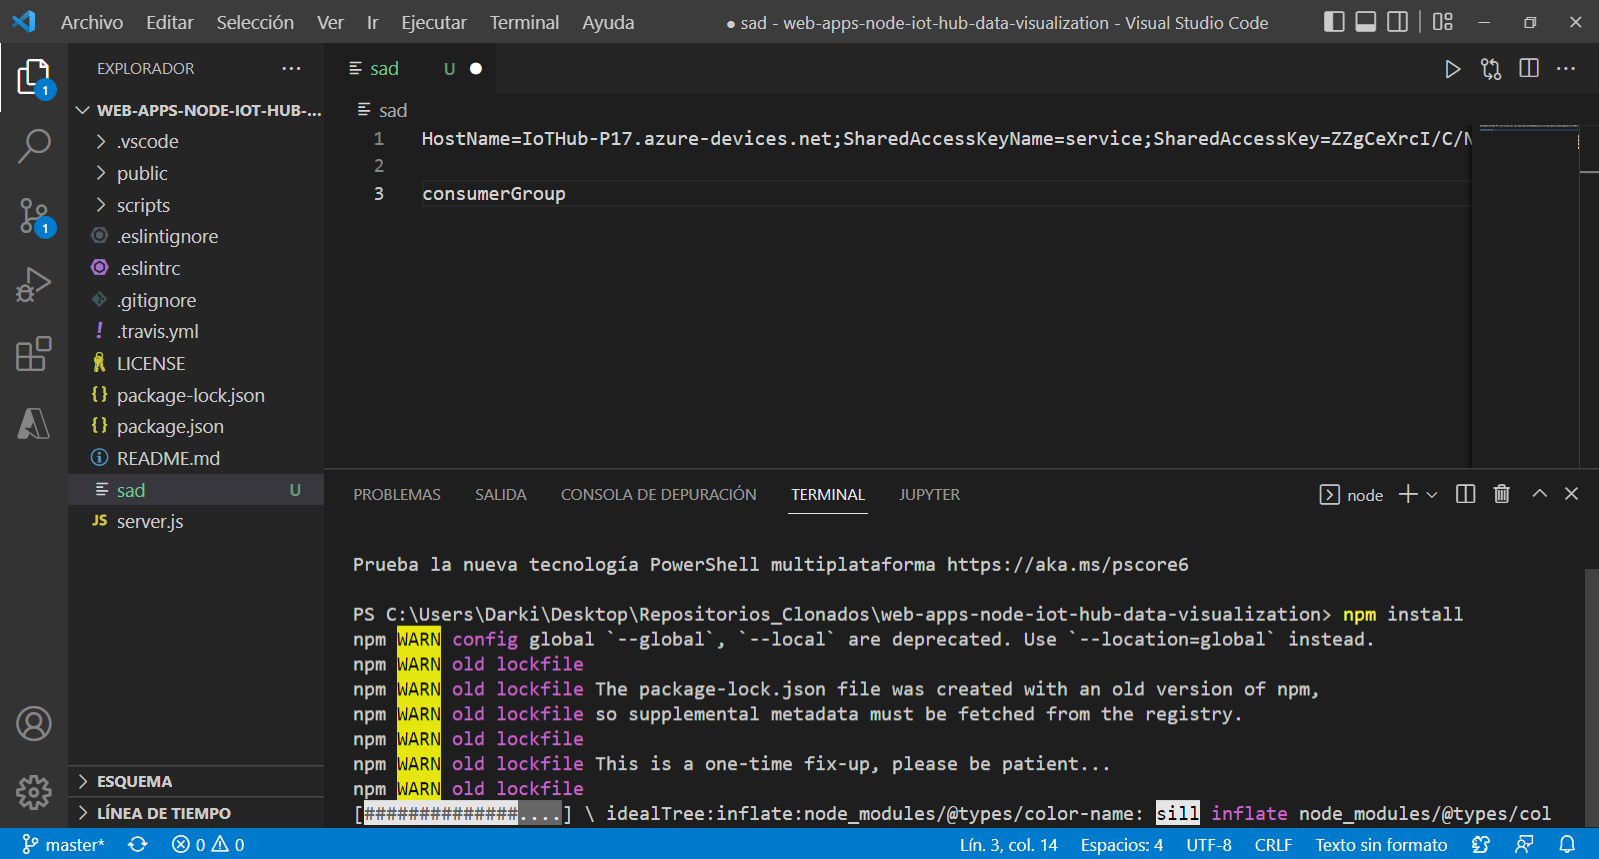 Archivo Editar Selección Ver Ir Ejecutar Terminal Ayuda
● sad - web-apps-node-iot-hub-data-visualization - Visual Studio Code
EXPLORADOR
WEB-APPS-NODE-IOT-HUB-...
.vscode
public
scripts
.eslintignore
.eslintrc
.gitignore
.travis.yml
LICENSE
package-lock.json
package.json
README.md
sad U
server.js
ESQUEMA
LÍNEA DE TIEMPO
1
1
sad U
sad
1 HostName=IoTHub-P17.azure-devices.net;SharedAccessKeyName=service;SharedAccessKey=ZZgCeXrcI/C/N
2
3 consumerGroup
PROBLEMAS SALIDA CONSOLA DE DEPURACIÓN TERMINAL JUPYTER
node
Prueba la nueva tecnología PowerShell multiplataforma https://aka.ms/pscore6
PS C:\Users\Darki\Desktop\Repositorios_Clonados\web-apps-node-iot-hub-data-visualization> npm install
npm WARN config global `--global`, `--local` are deprecated. Use `--location=global` instead.
npm WARN old lockfile
npm WARN old lockfile The package-lock.json file was created with an old version of npm,
npm WARN old lockfile so supplemental metadata must be fetched from the registry.
npm WARN old lockfile
npm WARN old lockfile This is a one-time fix-up, please be patient...
npm WARN old lockfile
[##############....] \ idealTree:inflate:node_modules/@types/color-name: sill inflate node_modules/@types/col
master* 0 0 Lín. 3, col. 14 Espacios: 4 UTF-8 CRLF Texto sin formato